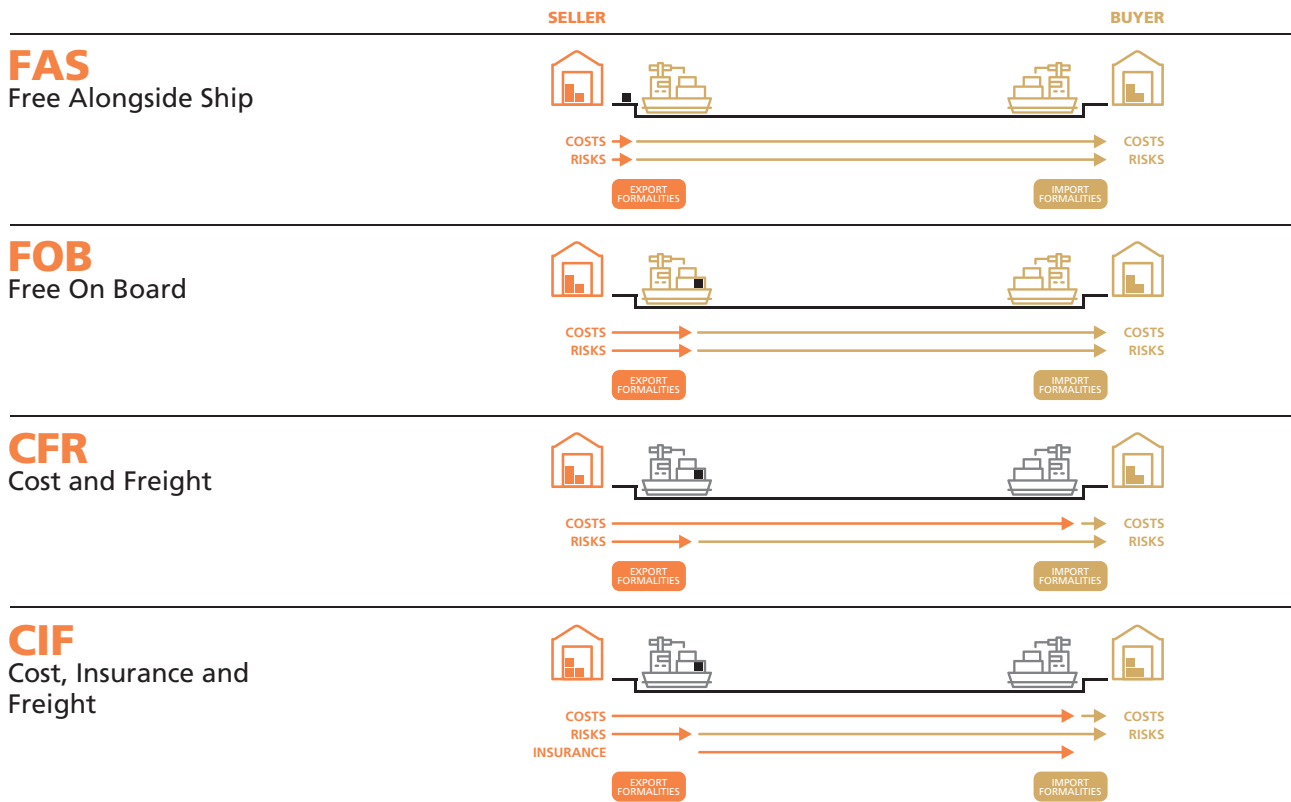 SELLER BUYER
FAS
Free Alongside Ship
COSTS COSTS
RISKS RISKS
EXPORT FORMALITIES IMPORT FORMALITIES
FOB
Free On Board
COSTS COSTS
RISKS RISKS
EXPORT FORMALITIES IMPORT FORMALITIES
CFR
Cost and Freight
COSTS COSTS
RISKS RISKS
EXPORT FORMALITIES IMPORT FORMALITIES
CIF
Cost, Insurance and
Freight
COSTS COSTS
RISKS RISKS
INSURANCE
EXPORT FORMALITIES IMPORT FORMALITIES